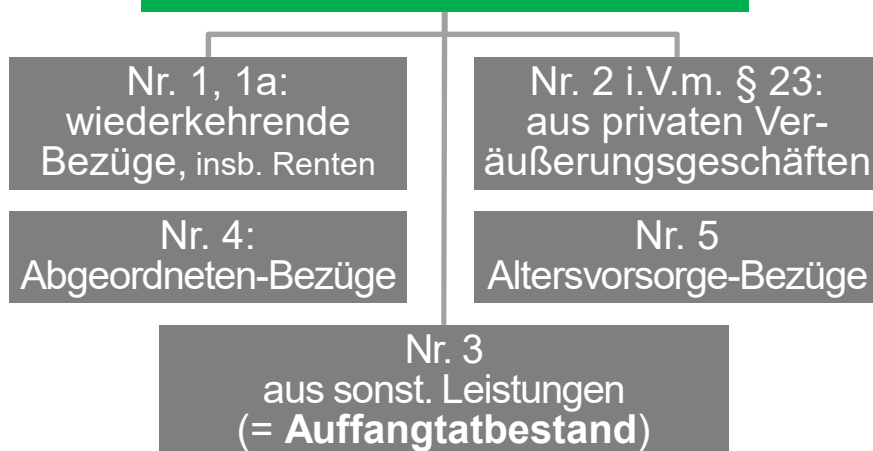 Nr. 1, 1a:
wiederkehrende
Bezüge, insb. Renten
Nr. 2 i.V.m. § 23:
aus privaten Ver-
äußerungsgeschäften
Nr. 4:
Abgeordneten-Bezüge
Nr. 5
Altersvorsorge-Bezüge
Nr. 3
aus sonst. Leistungen
(= Auffangtatbestand)